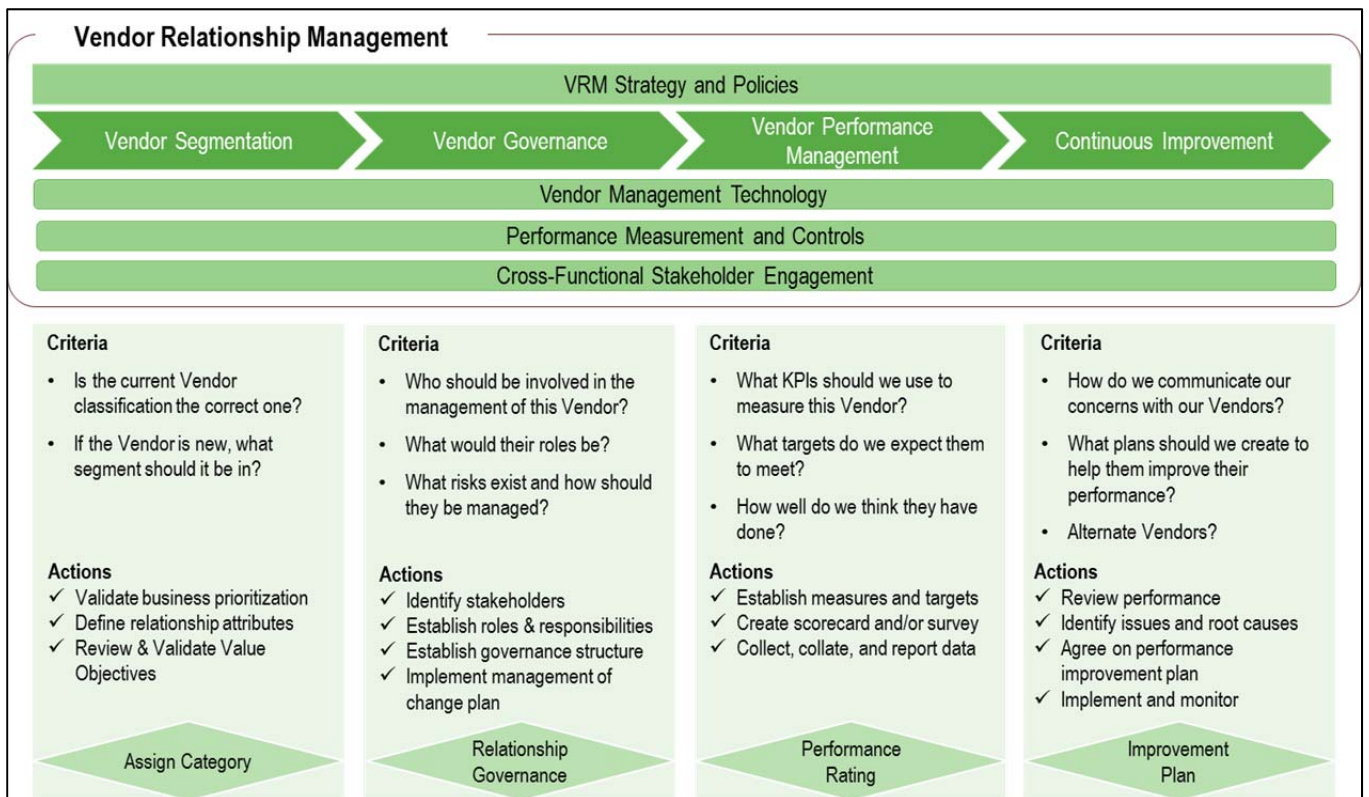 Vendor Relationship Management
VRM Strategy and Policies
Vendor Segmentation
Vendor Governance
Vendor Performance
Management
Continuous Improvement
Vendor Management Technology
Performance Measurement and Controls
Cross-Functional Stakeholder Engagement
Criteria
• Is the current Vendor
classification the correct one?
• If the Vendor is new, what
segment should it be in?
Actions
✓ Validate business prioritization
✓ Define relationship attributes
✓ Review & Validate Value
Objectives
Assign Category
Criteria
• Who should be involved in the
management of this Vendor?
• What would their roles be?
• What risks exist and how should
they be managed?
Actions
✓ Identify stakeholders
✓ Establish roles & responsibilities
✓ Establish governance structure
✓ Implement management of
change plan
Relationship
Governance
Criteria
• What KPIs should we use to
measure this Vendor?
• What targets do we expect them
to meet?
• How well do we think they have
done?
Actions
✓ Establish measures and targets
✓ Create scorecard and/or survey
✓ Collect, collate, and report data
Performance
Rating
Criteria
• How do we communicate our
concerns with our Vendors?
• What plans should we create to
help them improve their
performance?
• Alternate Vendors?
Actions
✓ Review performance
✓ Identify issues and root causes
✓ Agree on performance
improvement plan
✓ Implement and monitor
Improvement
Plan